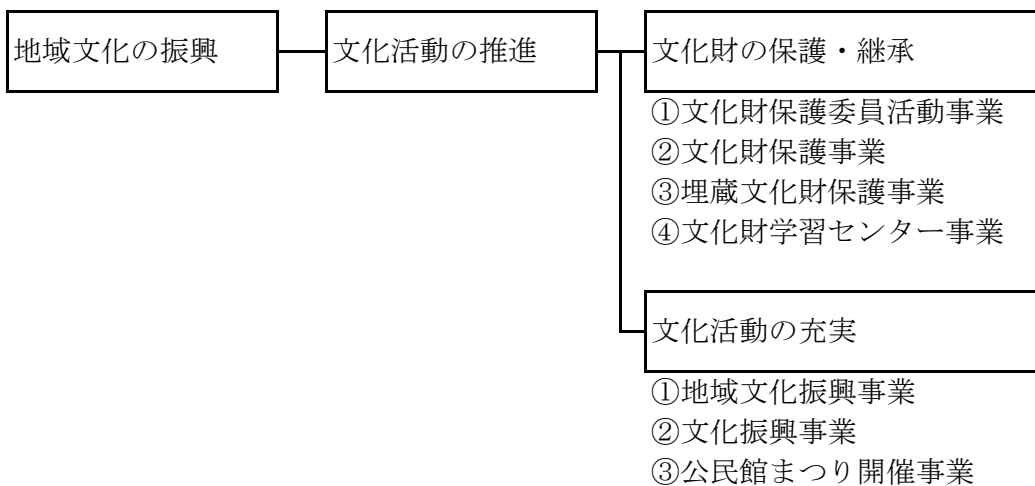 地域文化の振興
文化活動の推進
文化財の保護・継承
①文化財保護委員活動事業
②文化財保護事業
③埋蔵文化財保護事業
④文化財学習センター事業
文化活動の充実
①地域文化振興事業
②文化振興事業
③公民館まつり開催事業